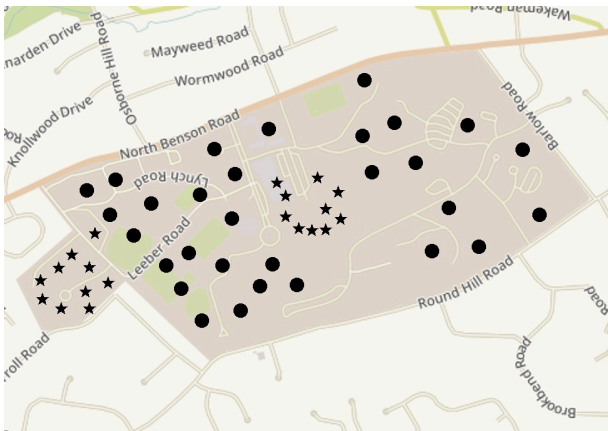 Wakeman Road
Osborne Hill Road
Mayweed Road
Wormwood Road
Knollwood Drive
North Benson Road
Barlow Road
Lynch Road
Leeber Road
Round Hill Road
Brookbend Road